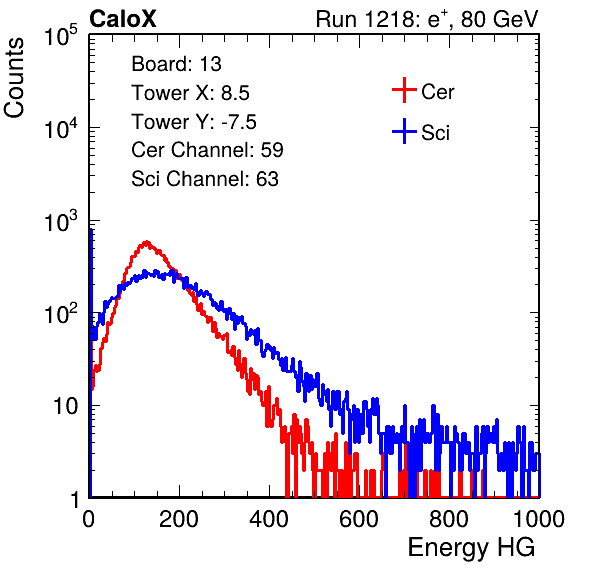 CaloX Run 1218: e⁺, 80 GeV
Counts
10⁵
10⁴
10³
10²
10
1
Board: 13
Tower X: 8.5
Tower Y: -7.5
Cer Channel: 59
Sci Channel: 63
Cer
Sci
0 200 400 600 800 1000
Energy HG